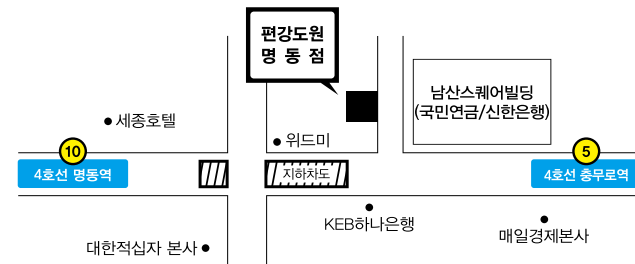 편강도원
명 동 점
남산스퀘어빌딩
(국민연금/신한은행)
세종호텔
위드미
10
5
4호선 명동역
지하차도
4호선 충무로역
KEB하나은행
매일경제본사
대한적십자 본사